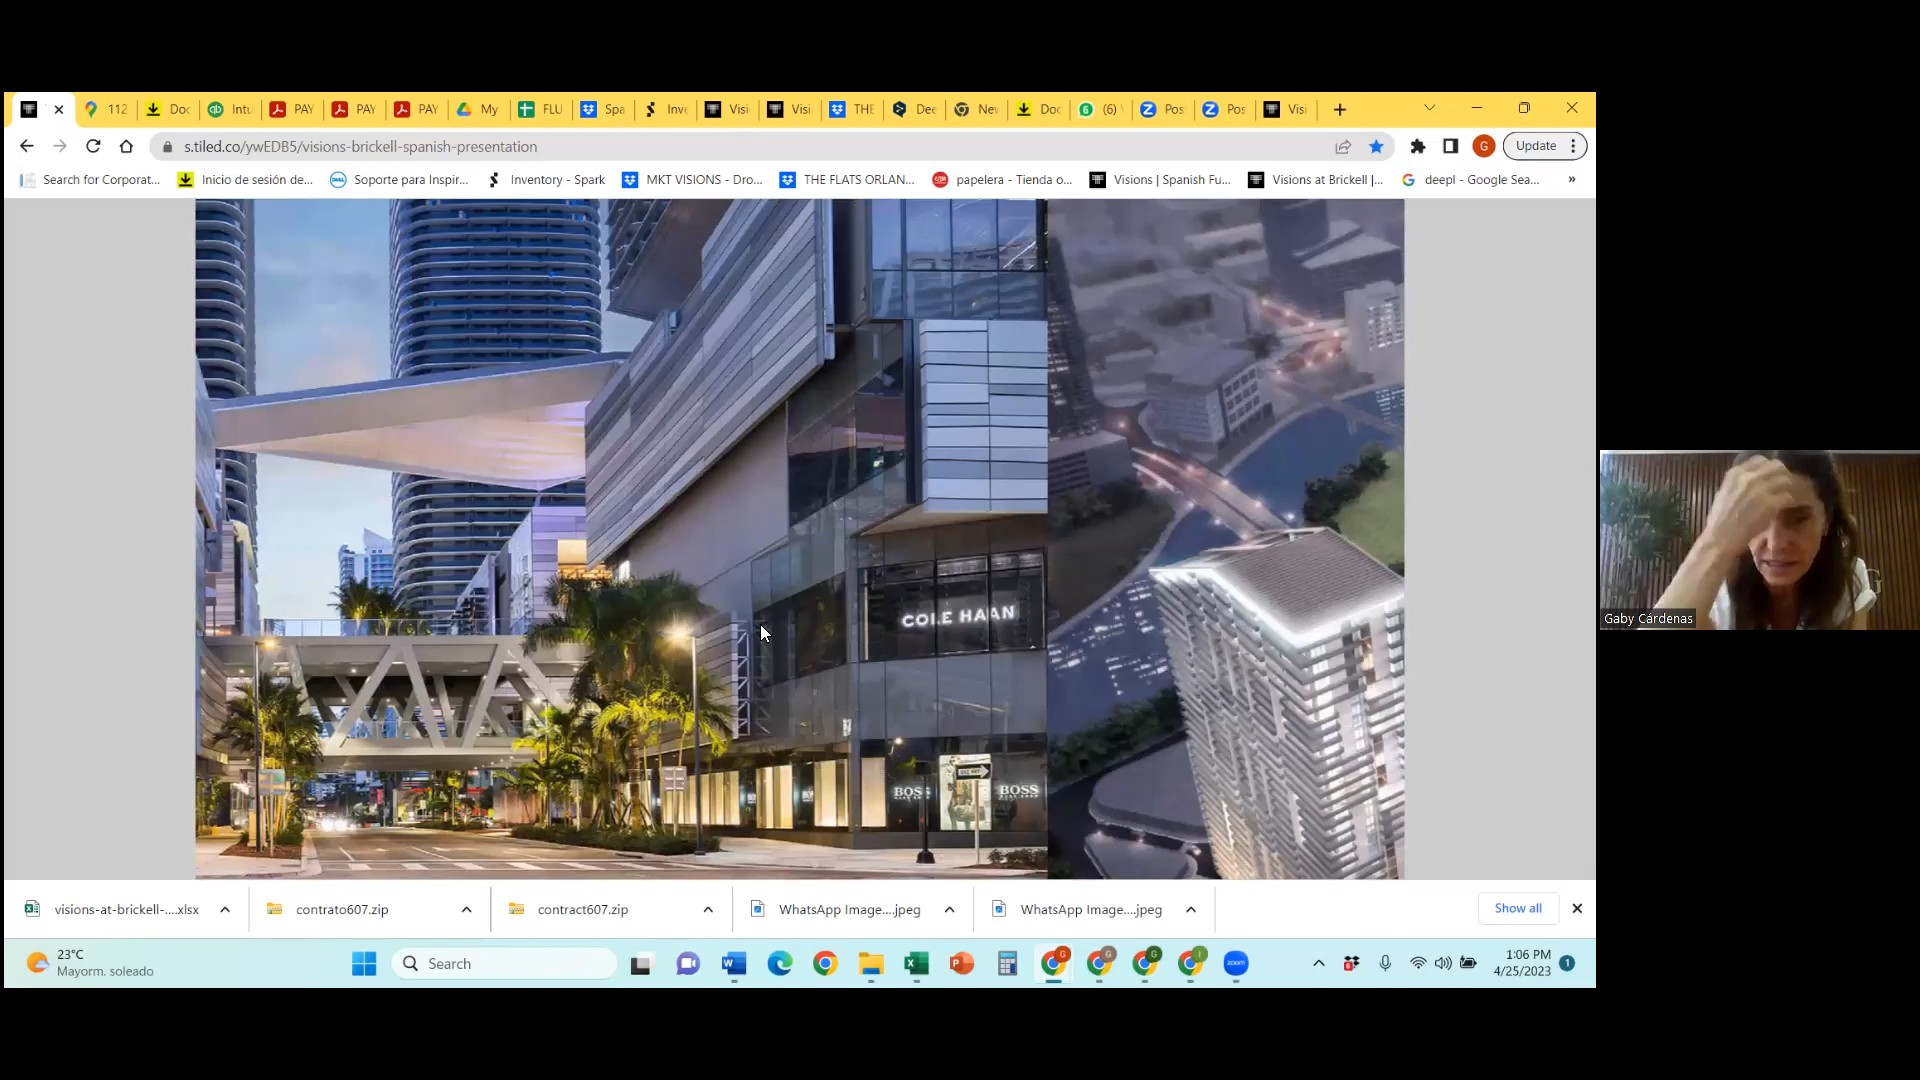 112
Doc
Intu
PAY
PAY
PAY
My
FLU
Spa
Inve
Visi
Visi
THE
Dee
Nev
Doc
6
(6)
Pos
Pos
Visi
s.tiled.co/ywEDB5/visions-brickell-spanish-presentation
G
Update
Search for Corporat...
Inicio de sesión de...
Soporte para Inspir...
Inventory - Spark
MKT VISIONS - Dro...
THE FLATS ORLAN...
papelera - Tienda o...
Visions | Spanish Fu...
Visions at Brickell |...
deepl - Google Sea...
»
COLE HAAN
BOSS
BOSS
Gaby Cárdenas
visions-at-brickell-....xlsx
contrato607.zip
contract607.zip
WhatsApp Image....jpeg
WhatsApp Image....jpeg
Show all
23°C
Mayorm. soleado
Search
zoom
1:06 PM
4/25/2023
1